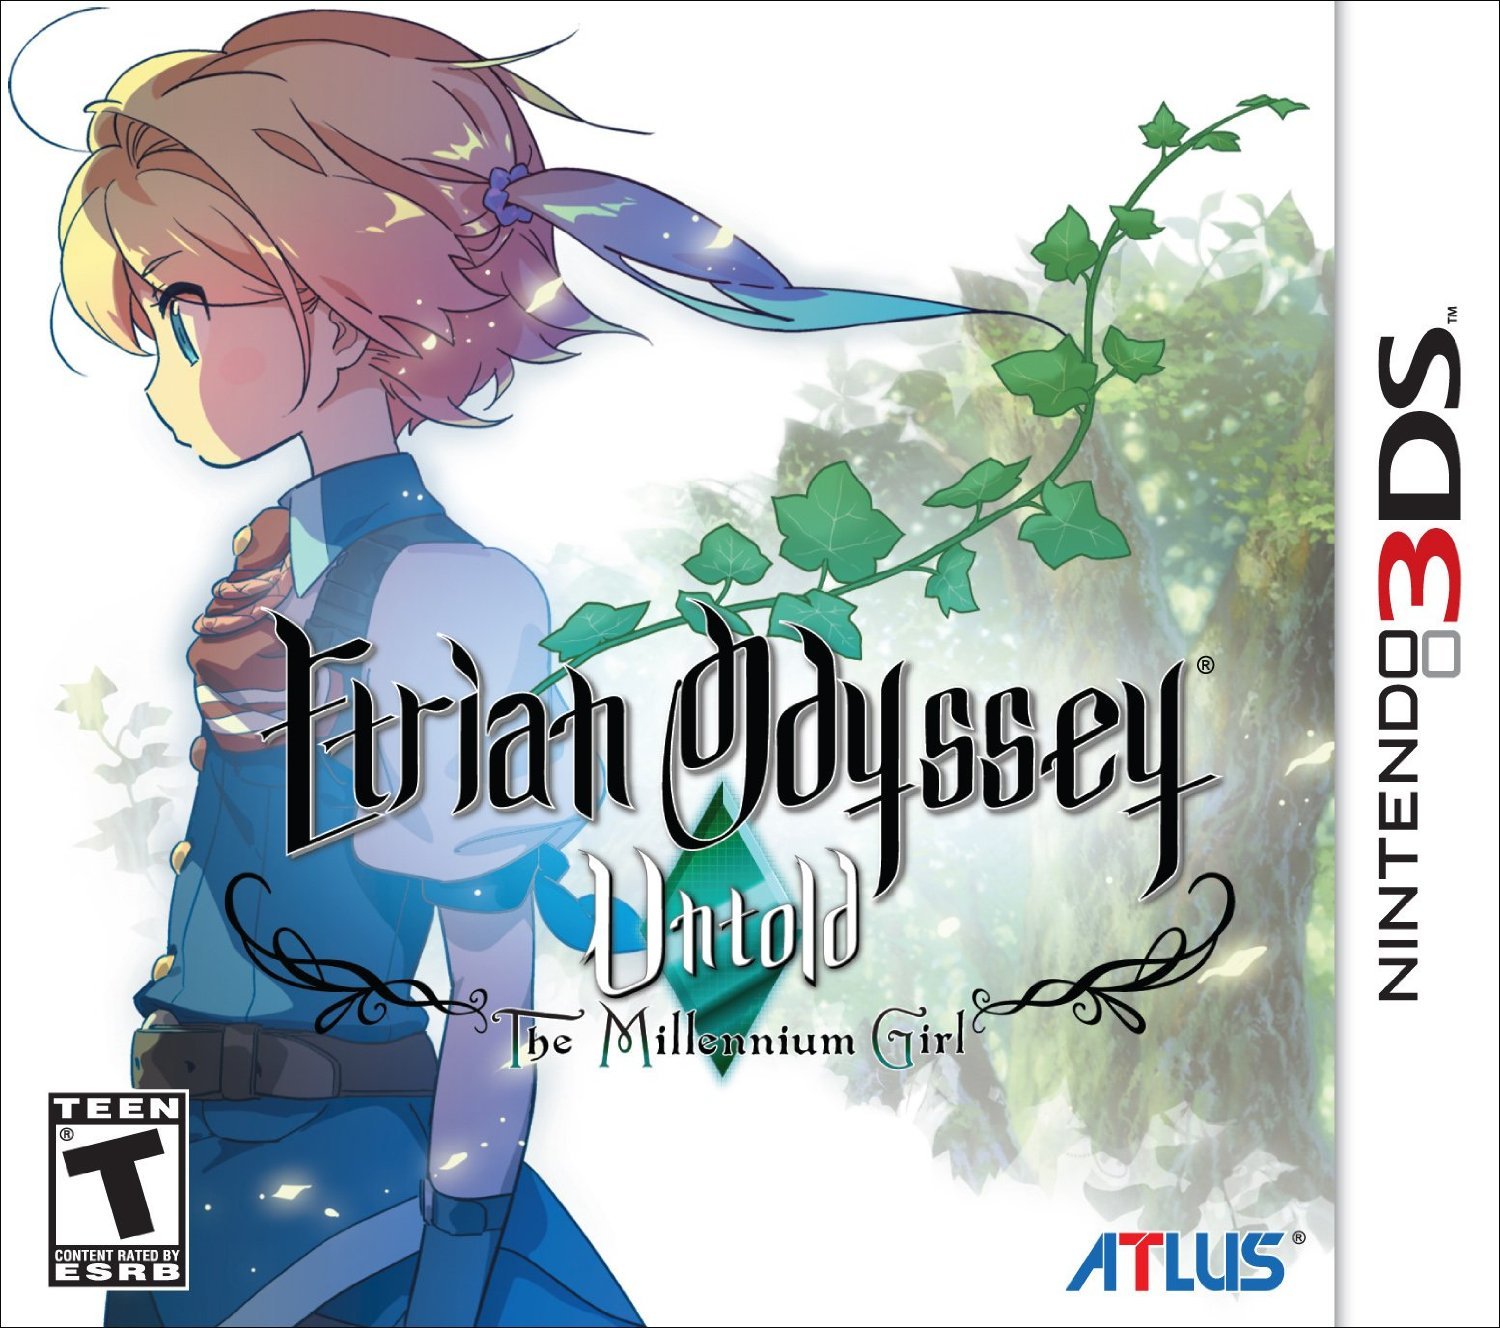 Etrian Odyssey®
Untold
The Millennium Girl
NINTENDO 3DS™
TEEN
®
T
CONTENT RATED BY
ESRB
ATLUS®